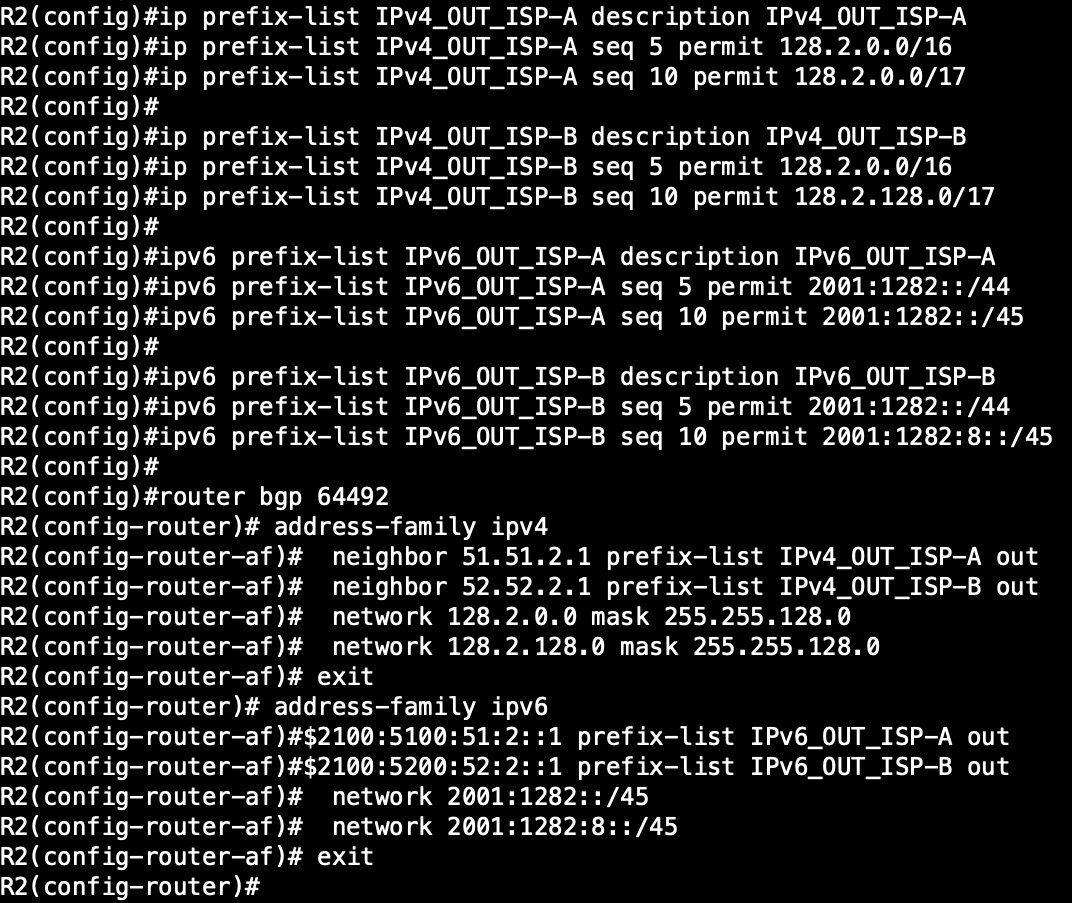 R2(config)#ip prefix-list IPv4_OUT_ISP-A description IPv4_OUT_ISP-A
R2(config)#ip prefix-list IPv4_OUT_ISP-A seq 5 permit 128.2.0.0/16
R2(config)#ip prefix-list IPv4_OUT_ISP-A seq 10 permit 128.2.0.0/17
R2(config)#
R2(config)#ip prefix-list IPv4_OUT_ISP-B description IPv4_OUT_ISP-B
R2(config)#ip prefix-list IPv4_OUT_ISP-B seq 5 permit 128.2.0.0/16
R2(config)#ip prefix-list IPv4_OUT_ISP-B seq 10 permit 128.2.128.0/17
R2(config)#
R2(config)#ipv6 prefix-list IPv6_OUT_ISP-A description IPv6_OUT_ISP-A
R2(config)#ipv6 prefix-list IPv6_OUT_ISP-A seq 5 permit 2001:1282::/44
R2(config)#ipv6 prefix-list IPv6_OUT_ISP-A seq 10 permit 2001:1282::/45
R2(config)#
R2(config)#ipv6 prefix-list IPv6_OUT_ISP-B description IPv6_OUT_ISP-B
R2(config)#ipv6 prefix-list IPv6_OUT_ISP-B seq 5 permit 2001:1282::/44
R2(config)#ipv6 prefix-list IPv6_OUT_ISP-B seq 10 permit 2001:1282:8::/45
R2(config)#
R2(config)#router bgp 64492
R2(config-router)# address-family ipv4
R2(config-router-af)#  neighbor 51.51.2.1 prefix-list IPv4_OUT_ISP-A out
R2(config-router-af)#  neighbor 52.52.2.1 prefix-list IPv4_OUT_ISP-B out
R2(config-router-af)#  network 128.2.0.0 mask 255.255.128.0
R2(config-router-af)#  network 128.2.128.0 mask 255.255.128.0
R2(config-router-af)# exit
R2(config-router)# address-family ipv6
R2(config-router-af)#$2100:5100:51:2::1 prefix-list IPv6_OUT_ISP-A out
R2(config-router-af)#$2100:5200:52:2::1 prefix-list IPv6_OUT_ISP-B out
R2(config-router-af)#  network 2001:1282::/45
R2(config-router-af)#  network 2001:1282:8::/45
R2(config-router-af)# exit
R2(config-router)#